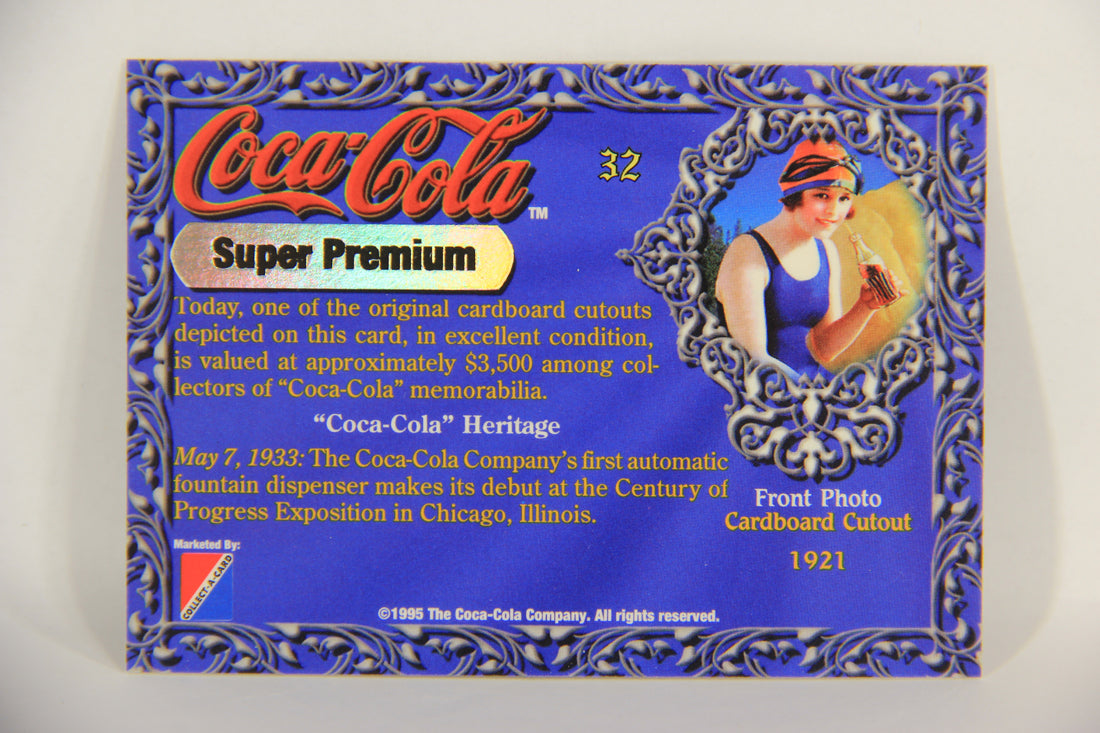 Coca-Cola TM
32
Super Premium
Today, one of the original cardboard cutouts
depicted on this card, in excellent condition,
is valued at approximately $3,500 among col-
lectors of “Coca-Cola” memorabilia.
“Coca-Cola” Heritage
May 7, 1933: The Coca-Cola Company’s first automatic
fountain dispenser makes its debut at the Century of
Progress Exposition in Chicago, Illinois.
Front Photo
Cardboard Cutout
1921
Marketed By:
COLLECT-A-CARD
©1995 The Coca-Cola Company. All rights reserved.